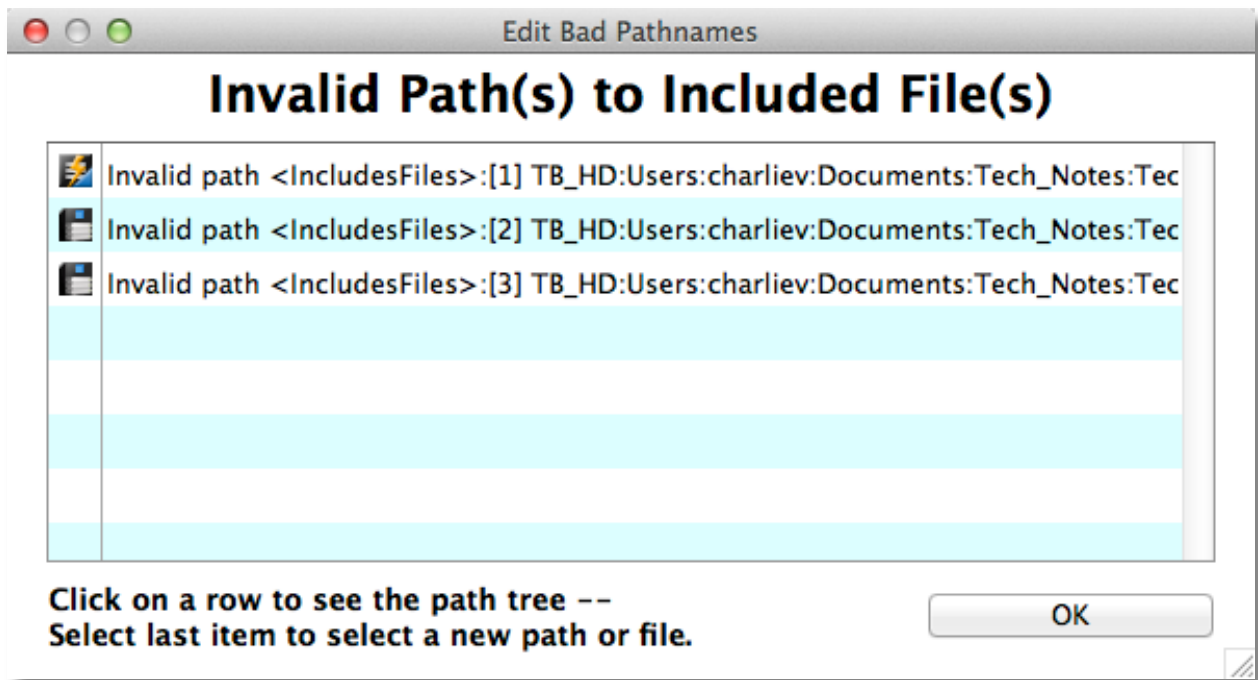 Edit Bad Pathnames
Invalid Path(s) to Included File(s)
Invalid path <IncludesFiles>:[1] TB_HD:Users:charliev:Documents:Tech_Notes:Tec
Invalid path <IncludesFiles>:[2] TB_HD:Users:charliev:Documents:Tech_Notes:Tec
Invalid path <IncludesFiles>:[3] TB_HD:Users:charliev:Documents:Tech_Notes:Tec
Click on a row to see the path tree --
Select last item to select a new path or file.
OK